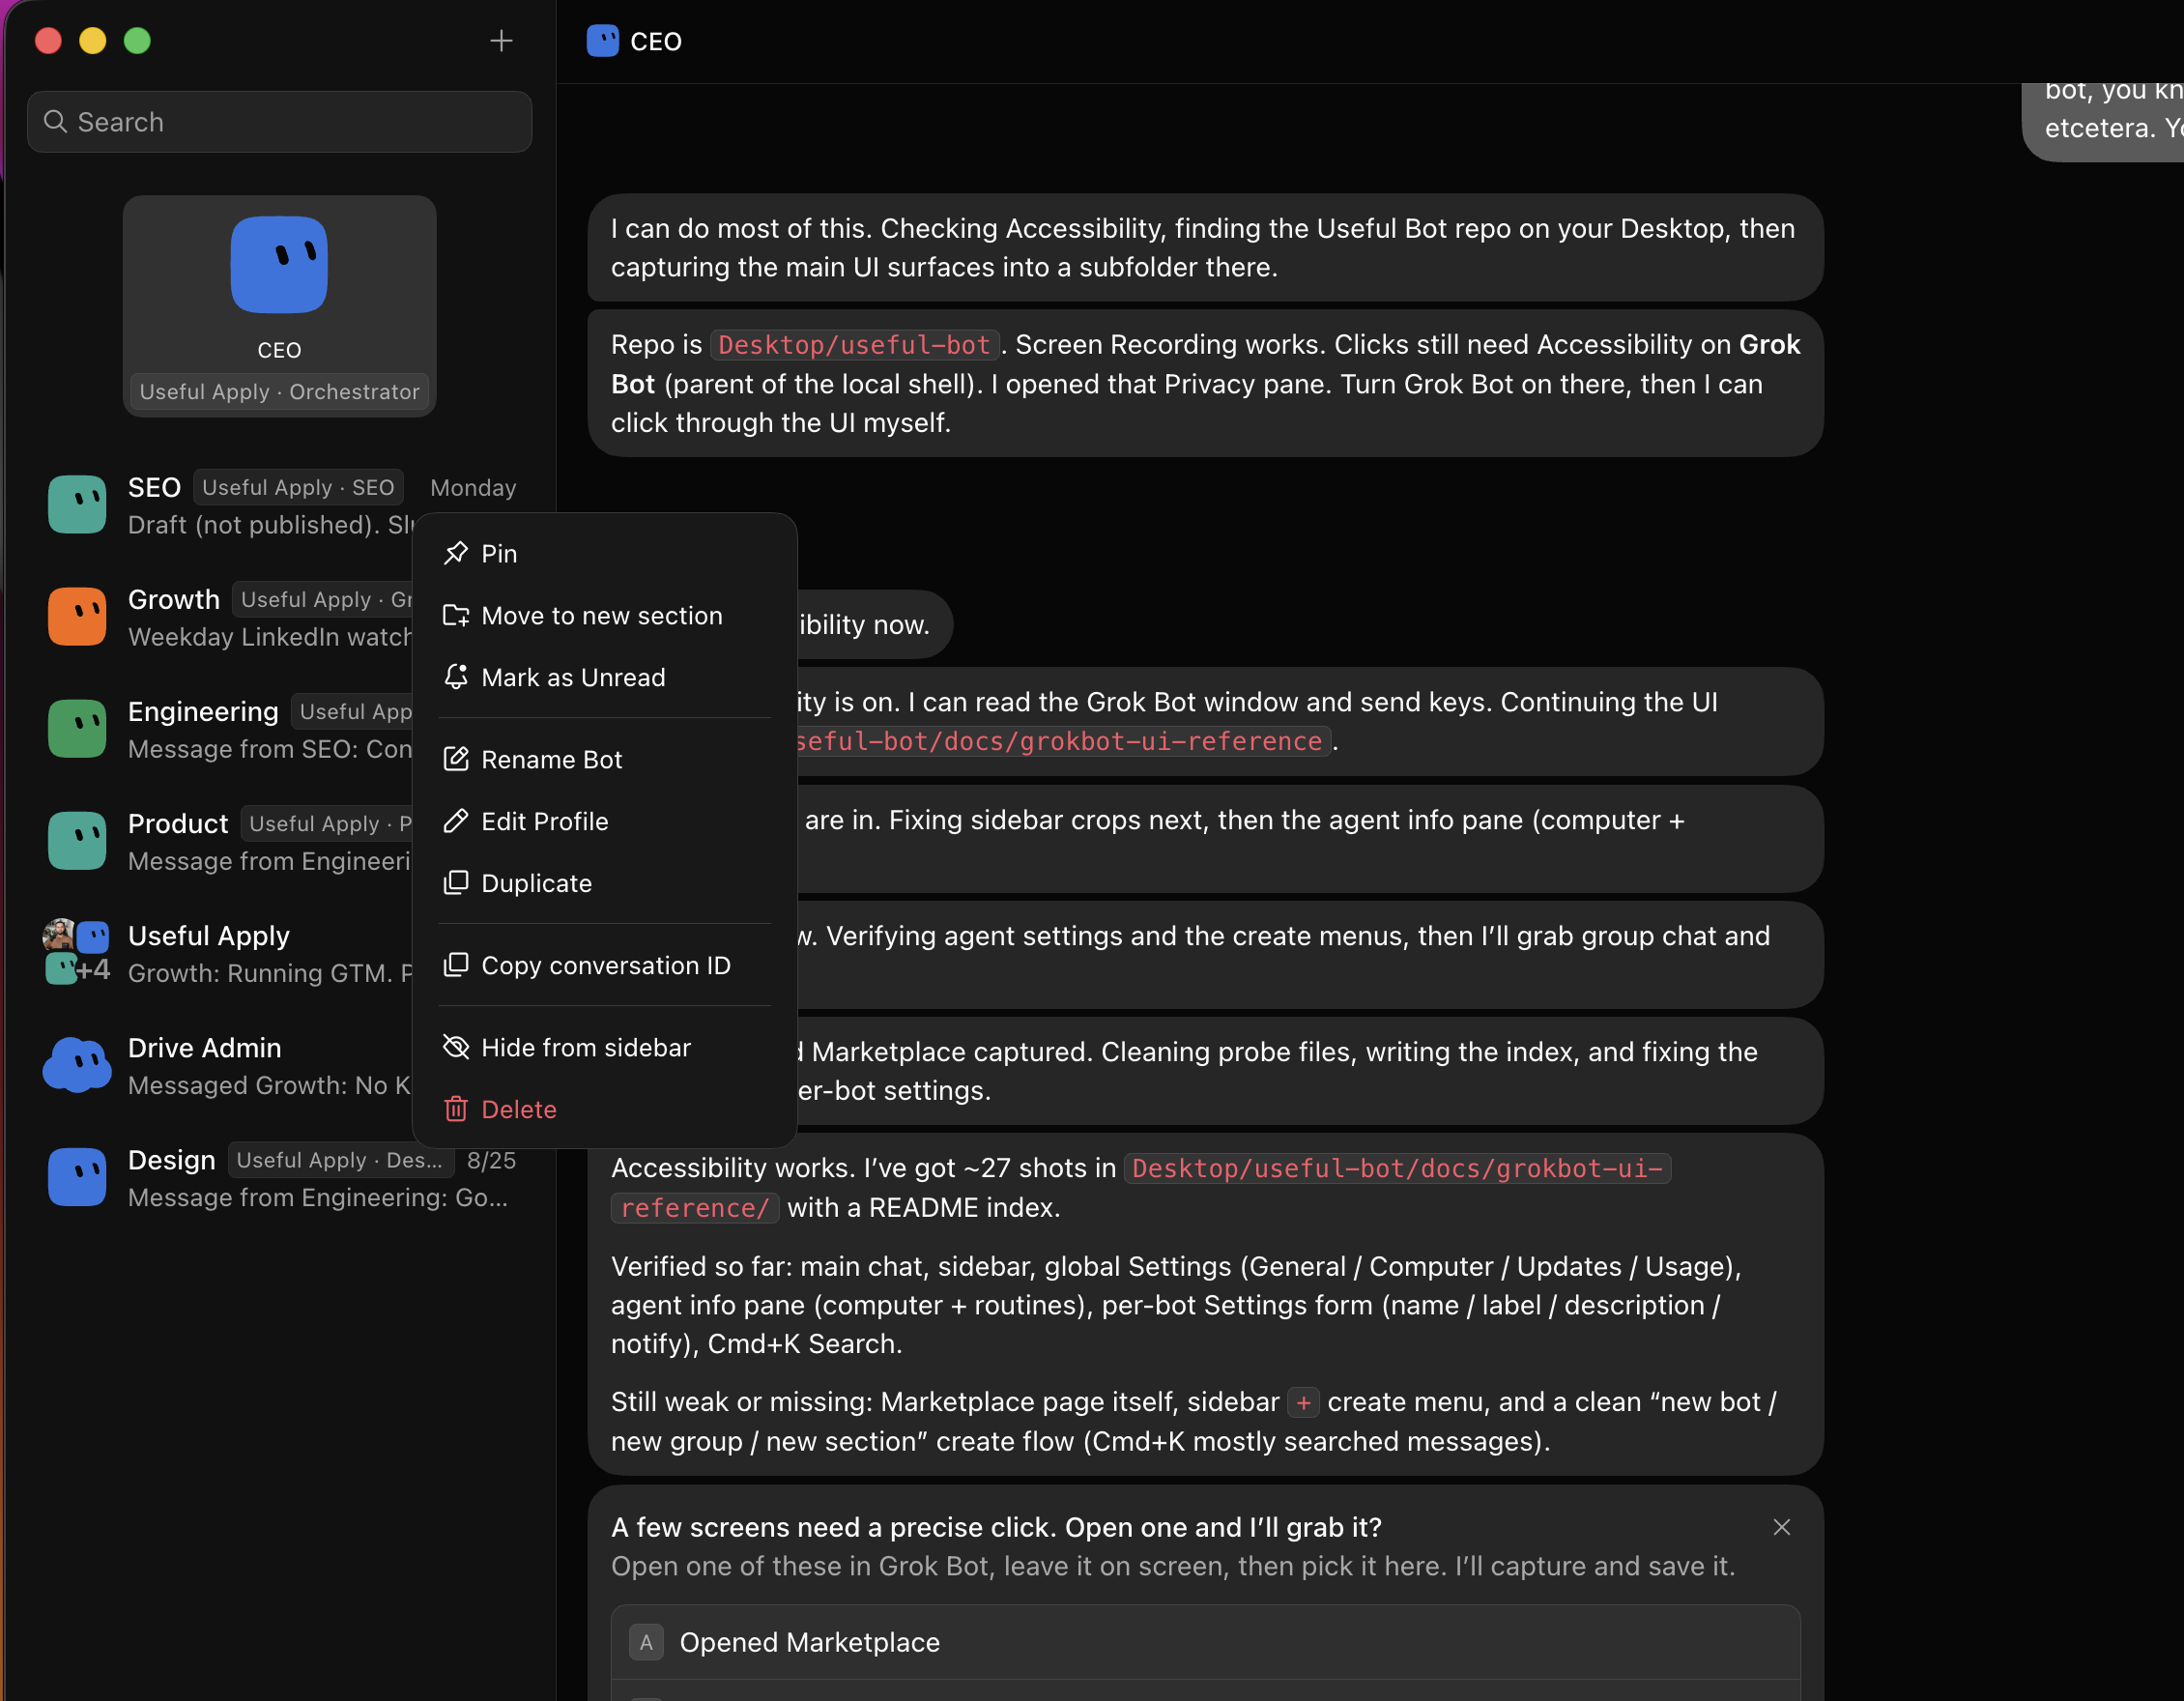 CEO
Search
CEO
Useful Apply · Orchestrator
SEO Useful Apply · SEO Monday
Draft (not published).
Growth Useful Apply ·
Weekday LinkedIn watch
Engineering Useful App
Message from SEO: Con
Product Useful Apply · P
Message from Engineeri
Useful Apply
+4
Growth: Running GTM. P
Drive Admin
Messaged Growth: No K
Design Useful Apply · Des... 8/25
Message from Engineering: Go...
Pin
Move to new section
Mark as Unread
Rename Bot
Edit Profile
Duplicate
Copy conversation ID
Hide from sidebar
Delete
bot, you kn
etcetera.
I can do most of this. Checking Accessibility, finding the Useful Bot repo on your Desktop, then
capturing the main UI surfaces into a subfolder there.
Repo is Desktop/useful-bot. Screen Recording works. Clicks still need Accessibility on Grok
Bot (parent of the local shell). I opened that Privacy pane. Turn Grok Bot on there, then I can
click through the UI myself.
ibility now.
ity is on. I can read the Grok Bot window and send keys. Continuing the UI
seful-bot/docs/grokbot-ui-reference.
are in. Fixing sidebar crops next, then the agent info pane (computer +
w. Verifying agent settings and the create menus, then I’ll grab group chat and
d Marketplace captured. Cleaning probe files, writing the index, and fixing the
er-bot settings.
Accessibility works. I’ve got ~27 shots in Desktop/useful-bot/docs/grokbot-ui-
reference/ with a README index.
Verified so far: main chat, sidebar, global Settings (General / Computer / Updates / Usage),
agent info pane (computer + routines), per-bot Settings form (name / label / description /
notify), Cmd+K Search.
Still weak or missing: Marketplace page itself, sidebar + create menu, and a clean “new bot /
new group / new section” create flow (Cmd+K mostly searched messages).
A few screens need a precise click. Open one and I’ll grab it?
Open one of these in Grok Bot, leave it on screen, then pick it here. I’ll capture and save it.
A Opened Marketplace